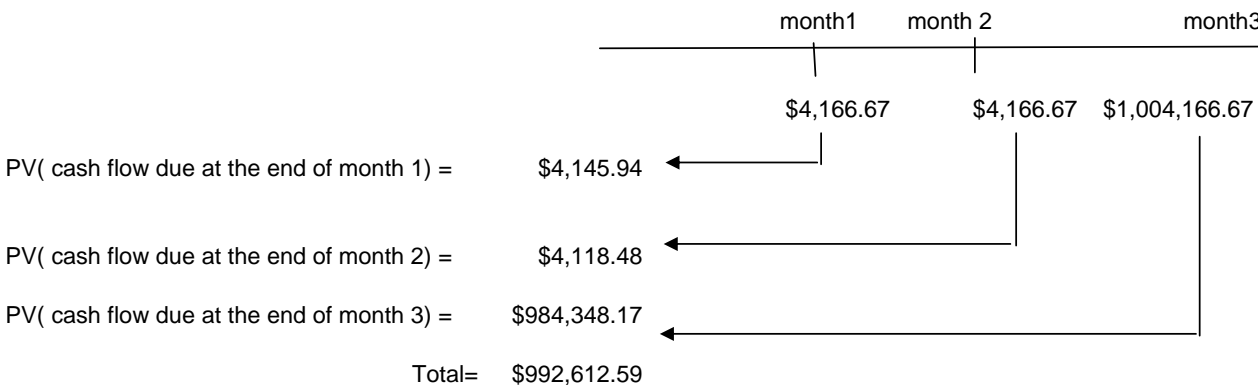 month1 month 2 month3
$4,166.67 $4,166.67 $1,004,166.67
PV( cash flow due at the end of month 1) = $4,145.94
PV( cash flow due at the end of month 2) = $4,118.48
PV( cash flow due at the end of month 3) = $984,348.17
Total= $992,612.59